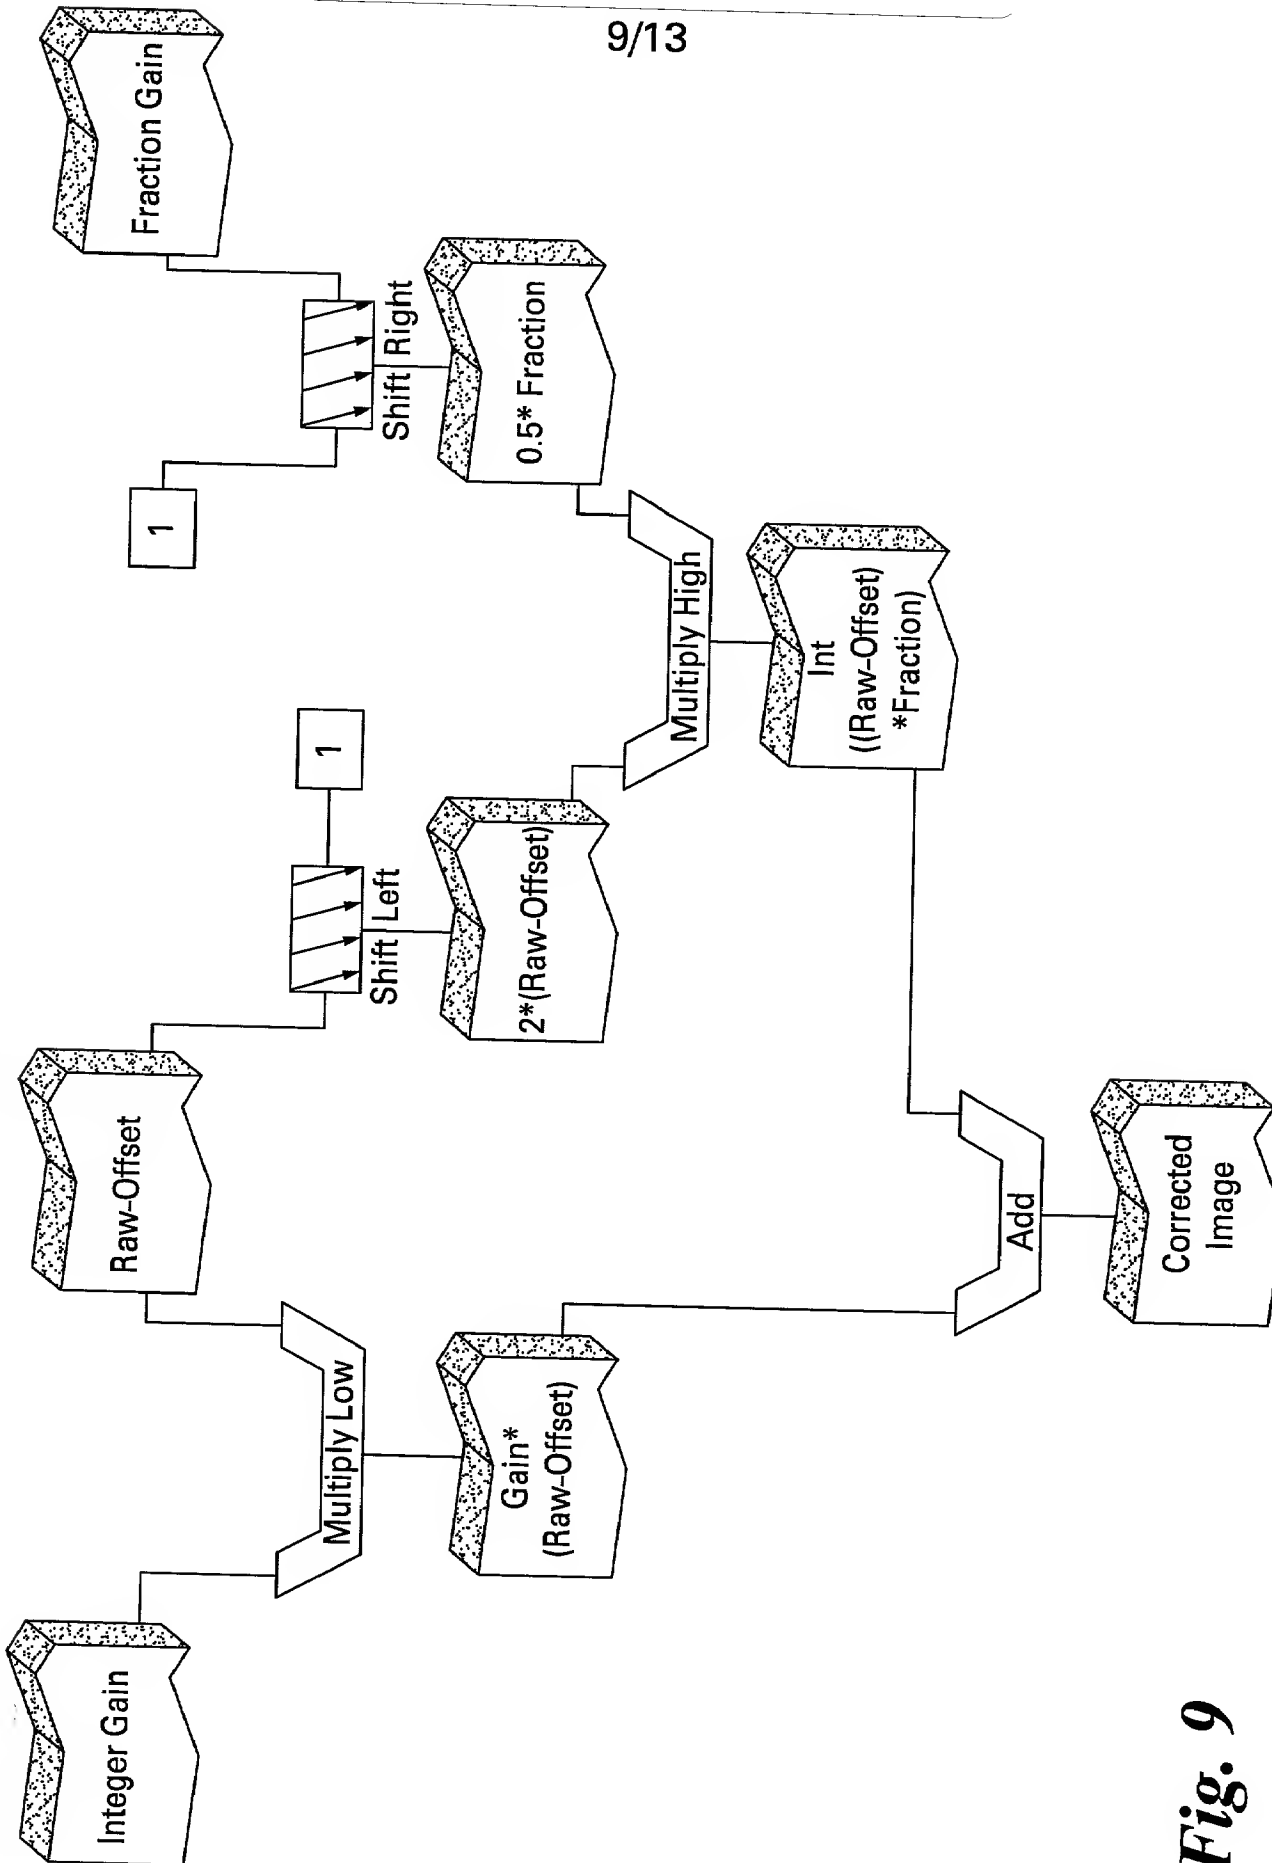 9/13
Integer Gain
Raw-Offset
Fraction Gain
1
1
Multiply Low
Shift Left
Shift Right
Gain*
(Raw-Offset)
2*(Raw-Offset)
0.5* Fraction
Multiply High
Int
((Raw-Offset)
*Fraction)
Add
Corrected
Image
Fig. 9